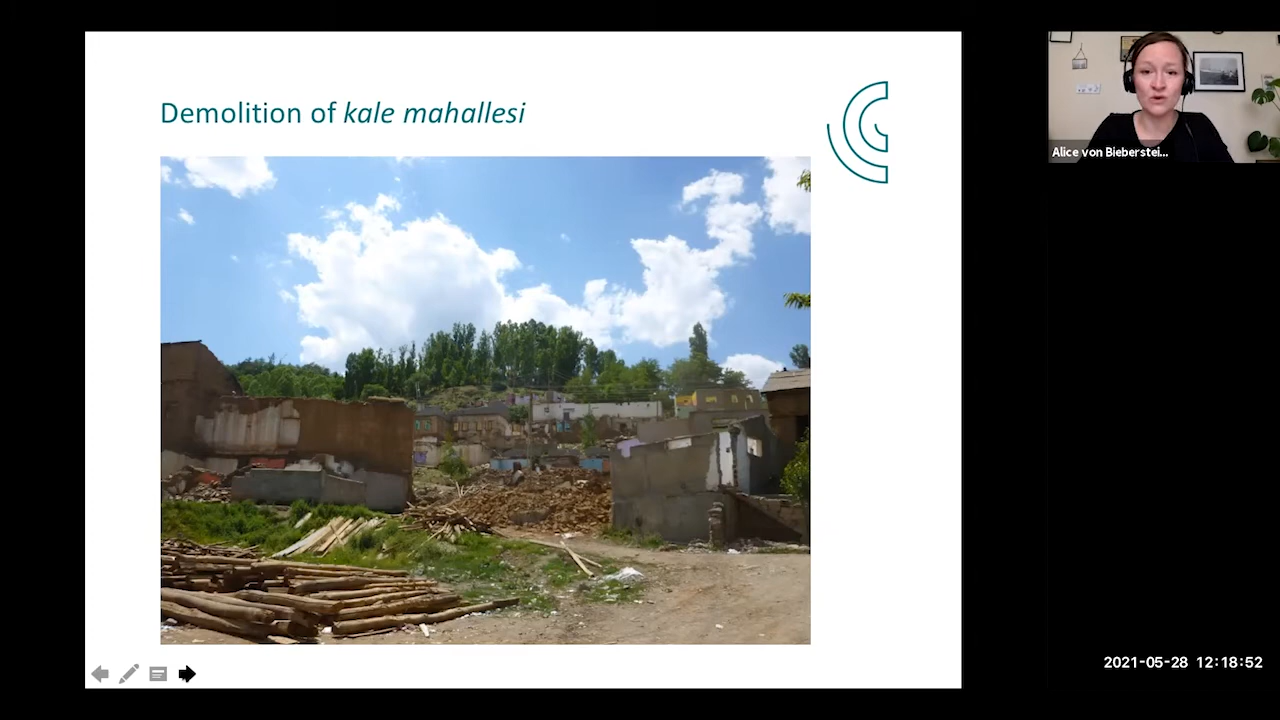 Demolition of kale mahallesi
Alice von Bieberstei...
2021-05-28 12:18:52